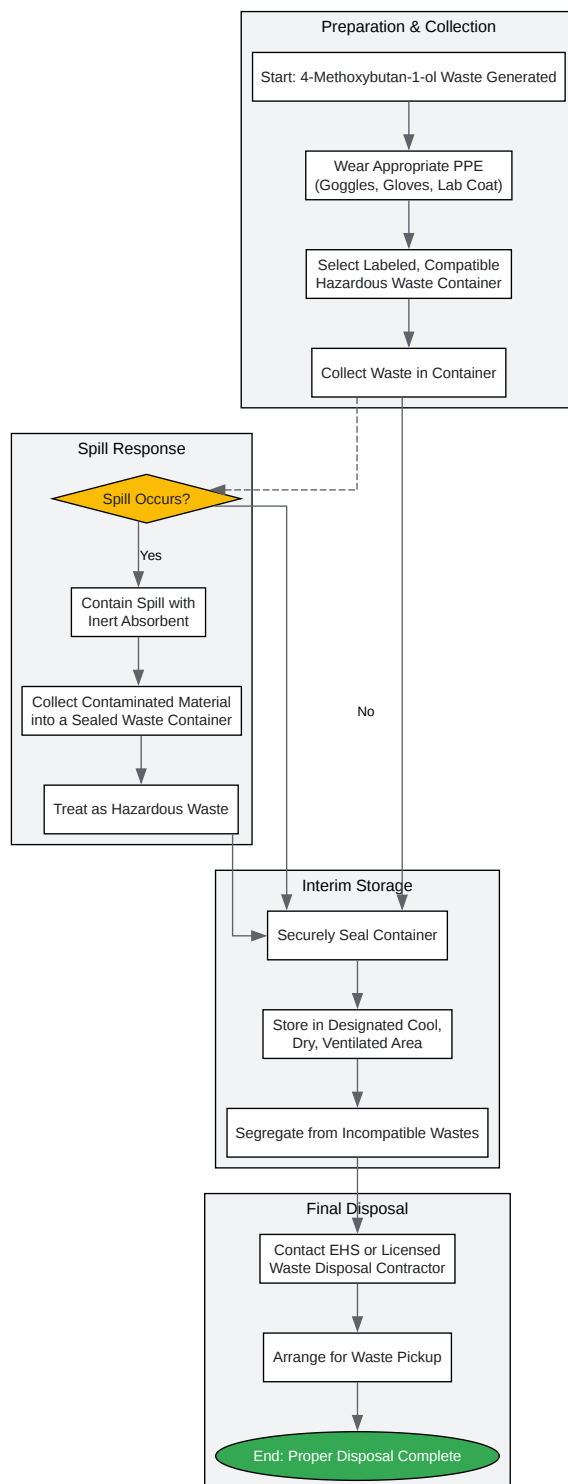 Preparation & Collection
Start: 4-Methoxybutan-1-ol Waste Generated
Wear Appropriate PPE
(Goggles, Gloves, Lab Coat)
Select Labeled, Compatible
Hazardous Waste Container
Collect Waste in Container
Spill Response
Spill Occurs?
Yes
Contain Spill with
Inert Absorbent
Collect Contaminated Material
into a Sealed Waste Container
No
Treat as Hazardous Waste
Interim Storage
Securely Seal Container
Store in Designated Cool,
Dry, Ventilated Area
Segregate from Incompatible Wastes
Final Disposal
Contact EHS or Licensed
Waste Disposal Contractor
Arrange for Waste Pickup
End: Proper Disposal Complete